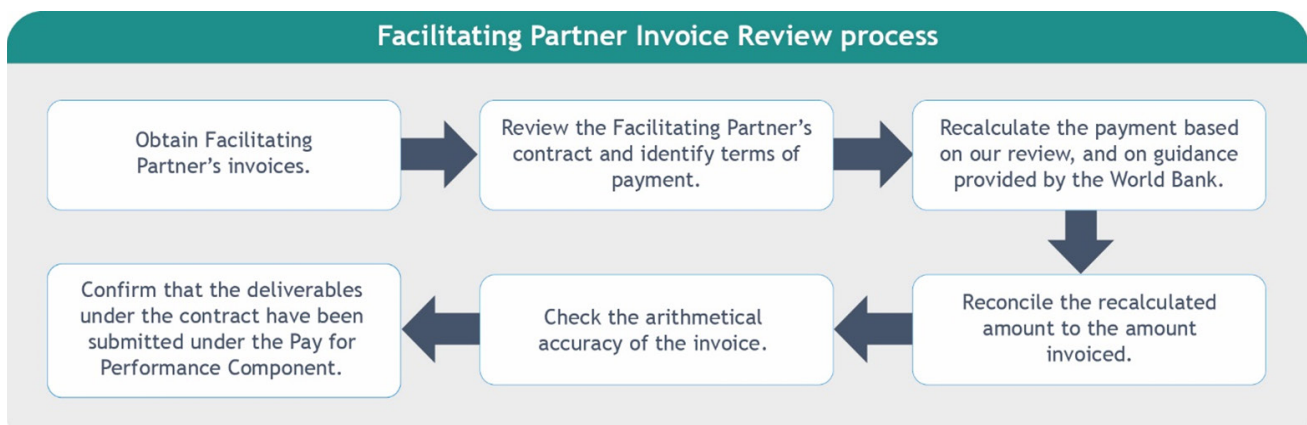 Facilitating Partner Invoice Review process
Obtain Facilitating
Partner’s invoices.
Review the Facilitating Partner’s
contract and identify terms of
payment.
Recalculate the payment based
on our review, and on guidance
provided by the World Bank.
Reconcile the recalculated
amount to the amount
invoiced.
Check the arithmetical
accuracy of the invoice.
Confirm that the deliverables
under the contract have been
submitted under the Pay for
Performance Component.